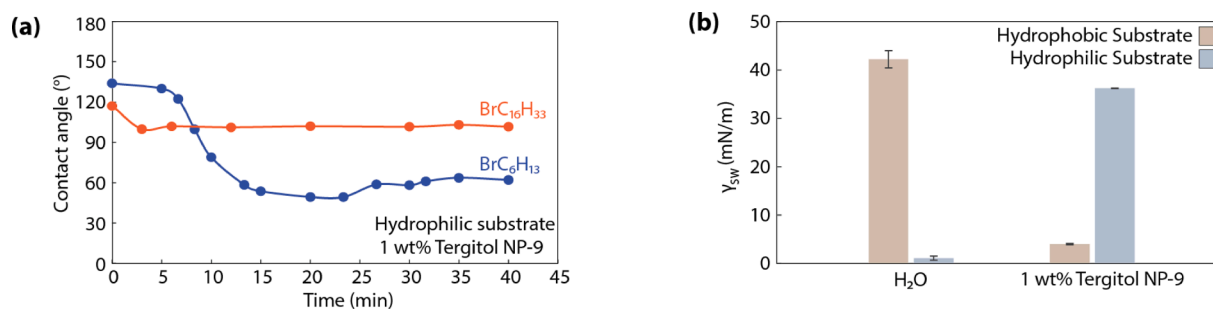 (a)
180
150
120
90
60
30
0
Contact angle (°)
BrC₁₆H₃₃
BrC₆H₁₃
Hydrophilic substrate
1 wt% Tergitol NP-9
0 5 10 15 20 25 30 35 40 45
Time (min)
(b)
50
40
30
20
10
0
γSW (mN/m)
Hydrophobic Substrate
Hydrophilic Substrate
H₂O 1 wt% Tergitol NP-9